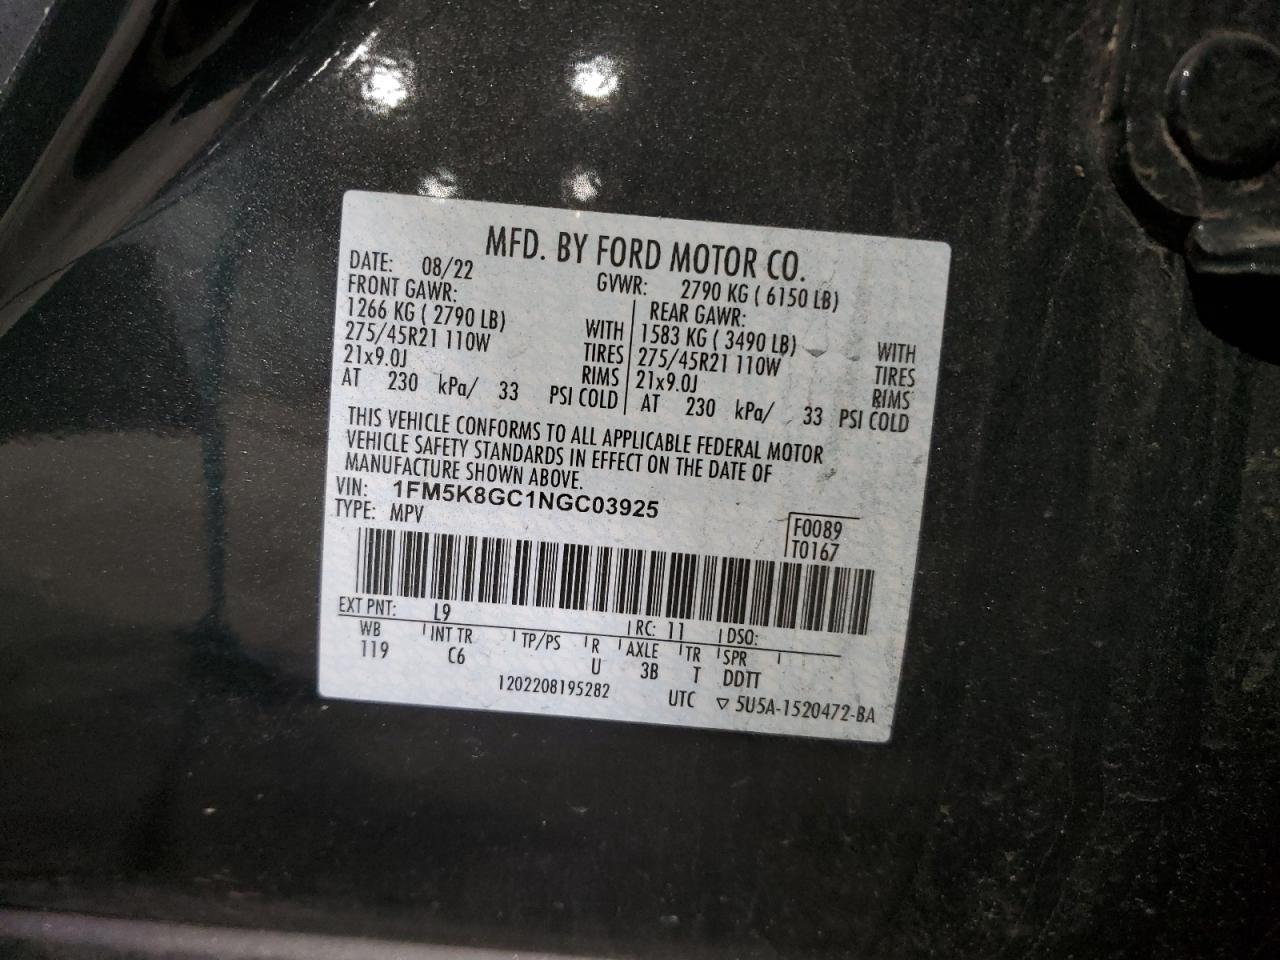 MFD. BY FORD MOTOR CO.
DATE: 08/22 GVWR: 2790 KG ( 6150 LB)
FRONT GAWR: REAR GAWR:
1266 KG ( 2790 LB) WITH 1583 KG ( 3490 LB) WITH
275/45R21 110W TIRES 275/45R21 110W TIRES
21x9.0J RIMS 21x9.0J RIMS
AT 230 kPa/ 33 PSI COLD AT 230 kPa/ 33 PSI COLD
THIS VEHICLE CONFORMS TO ALL APPLICABLE FEDERAL MOTOR
VEHICLE SAFETY STANDARDS IN EFFECT ON THE DATE OF
MANUFACTURE SHOWN ABOVE.
VIN: 1FM5K8GC1NGC03925
TYPE: MPV
F0089
T0167
EXT PNT: L9 RC: 11 DSO:
WB INT TR TP/PS R AXLE TR SPR
119 C6 U 3B T DDTT
1202208195282 UTC ▽ 5U5A-1520472-BA